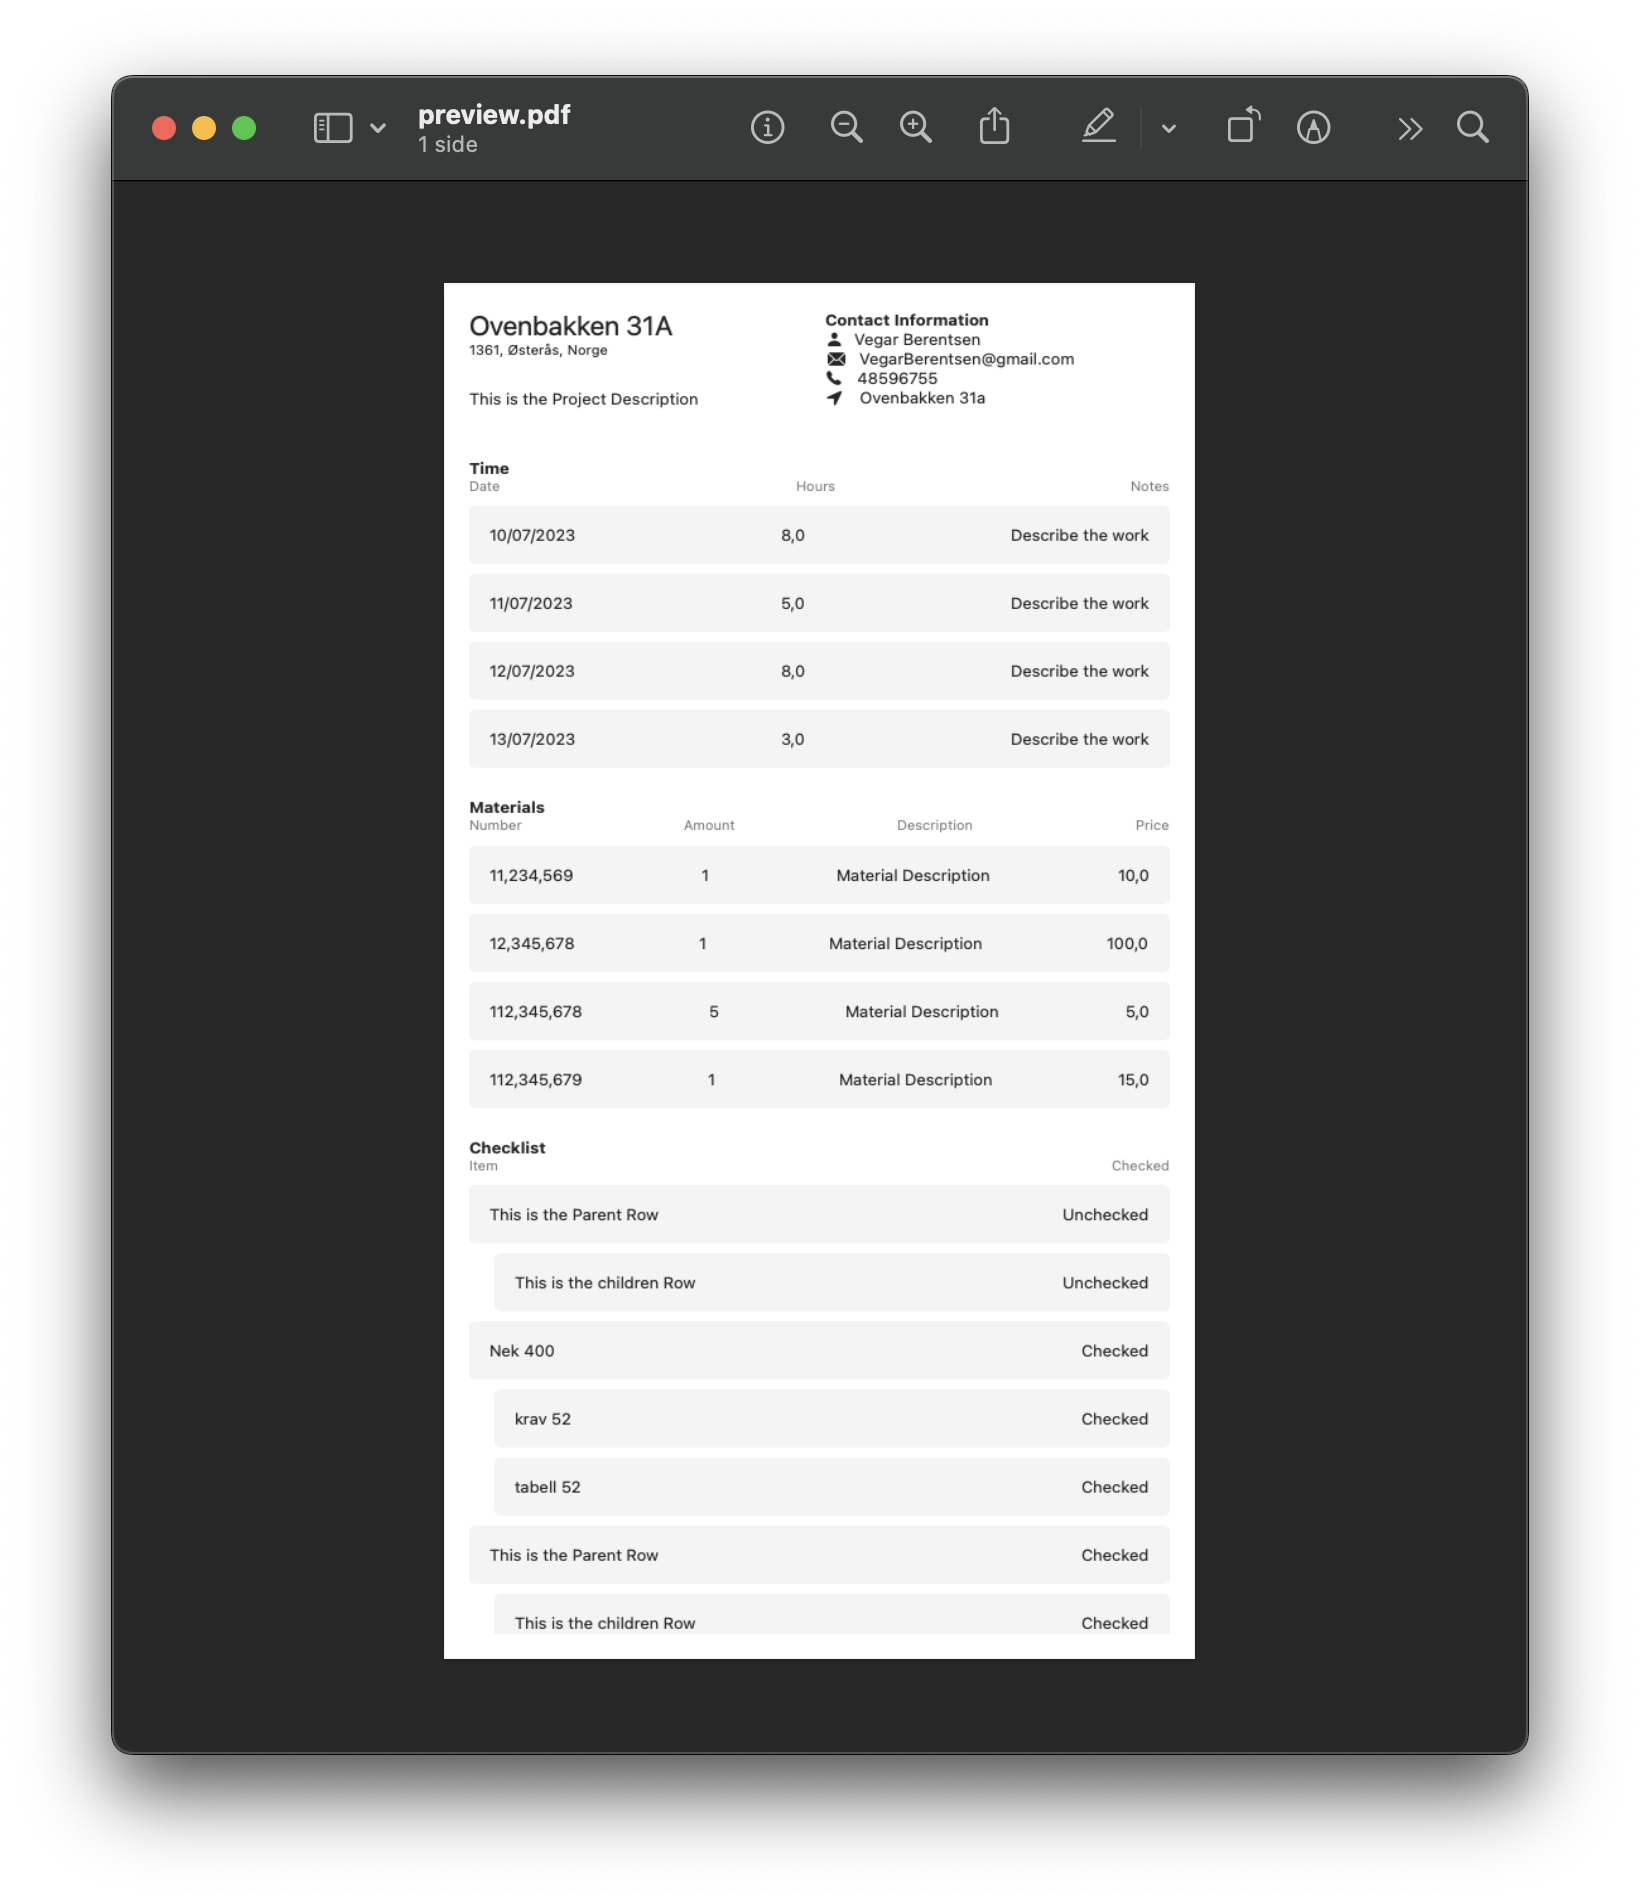 preview.pdf
1 side
Ovenbakken 31A
1361, Østerås, Norge
This is the Project Description
Contact Information
Vegar Berentsen
VegarBerentsen@gmail.com
48596755
Ovenbakken 31a
Time
Date Hours Notes
10/07/2023 8,0 Describe the work
11/07/2023 5,0 Describe the work
12/07/2023 8,0 Describe the work
13/07/2023 3,0 Describe the work
Materials
Number Amount Description Price
11,234,569 1 Material Description 10,0
12,345,678 1 Material Description 100,0
112,345,678 5 Material Description 5,0
112,345,679 1 Material Description 15,0
Checklist
Item Checked
This is the Parent Row Unchecked
This is the children Row Unchecked
Nek 400 Checked
krav 52 Checked
tabell 52 Checked
This is the Parent Row Checked
This is the children Row Checked